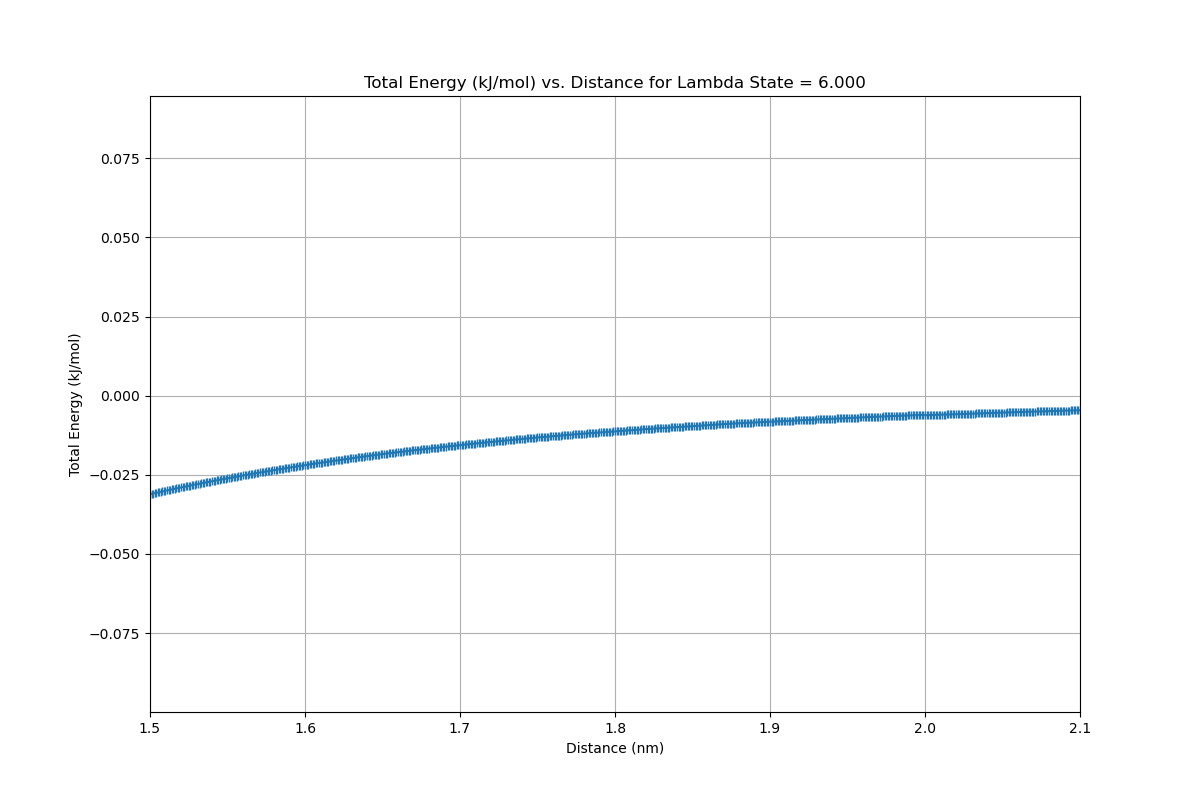 Total Energy (kJ/mol) vs. Distance for Lambda State = 6.000
Total Energy (kJ/mol)
0.075
0.050
0.025
0.000
−0.025
−0.050
−0.075
1.5 1.6 1.7 1.8 1.9 2.0 2.1
Distance (nm)